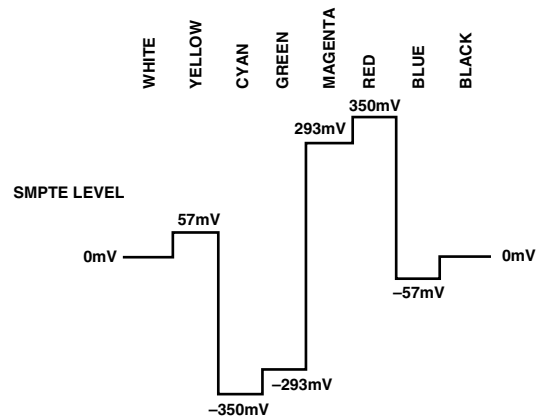 WHITE
YELLOW
CYAN
GREEN
MAGENTA
RED
BLUE
BLACK
350mV
293mV
SMPTE LEVEL
57mV
0mV
0mV
–57mV
–293mV
–350mV